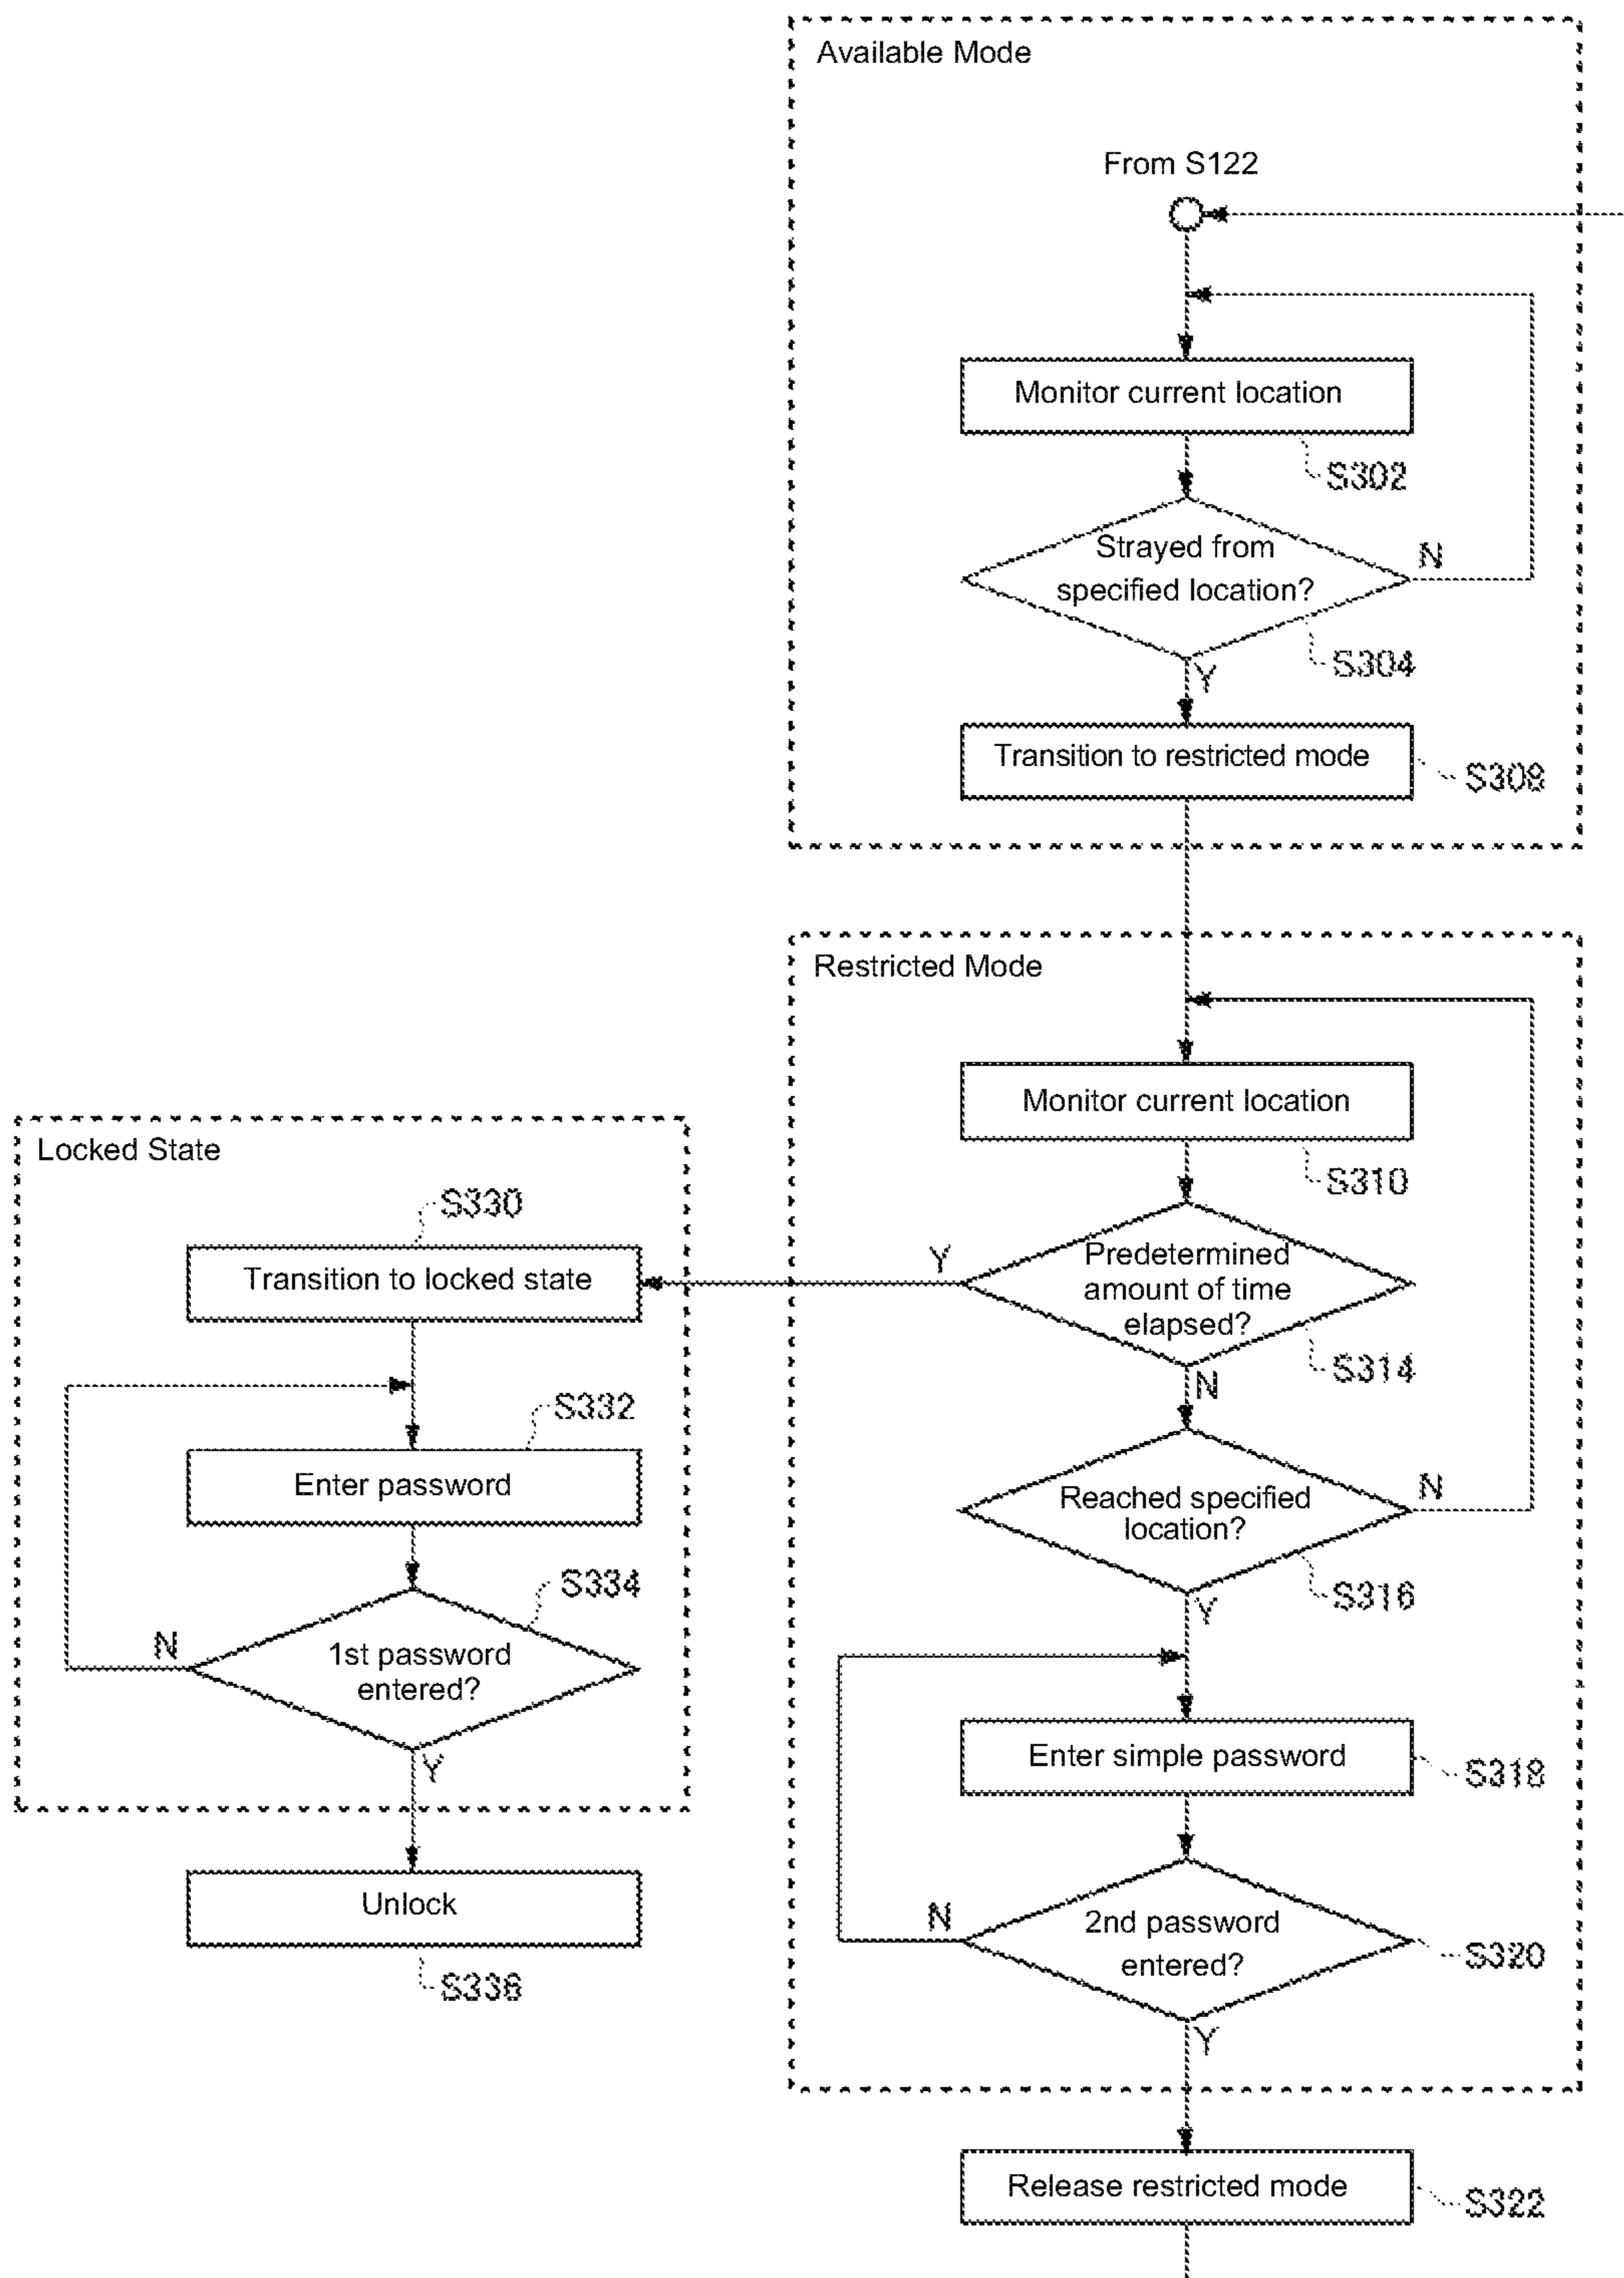 Available Mode
From S122
Monitor current location
S302
Strayed from
specified location?
N
S304
Y
Transition to restricted mode
S308
Restricted Mode
Monitor current location
S310
Predetermined
amount of time
elapsed?
Y
S314
N
Reached specified
location?
N
S316
Y
Enter simple password
S318
2nd password
entered?
N
S320
Y
Release restricted mode
S322
Locked State
S330
Transition to locked state
S332
Enter password
S334
1st password
entered?
N
Y
Unlock
S336